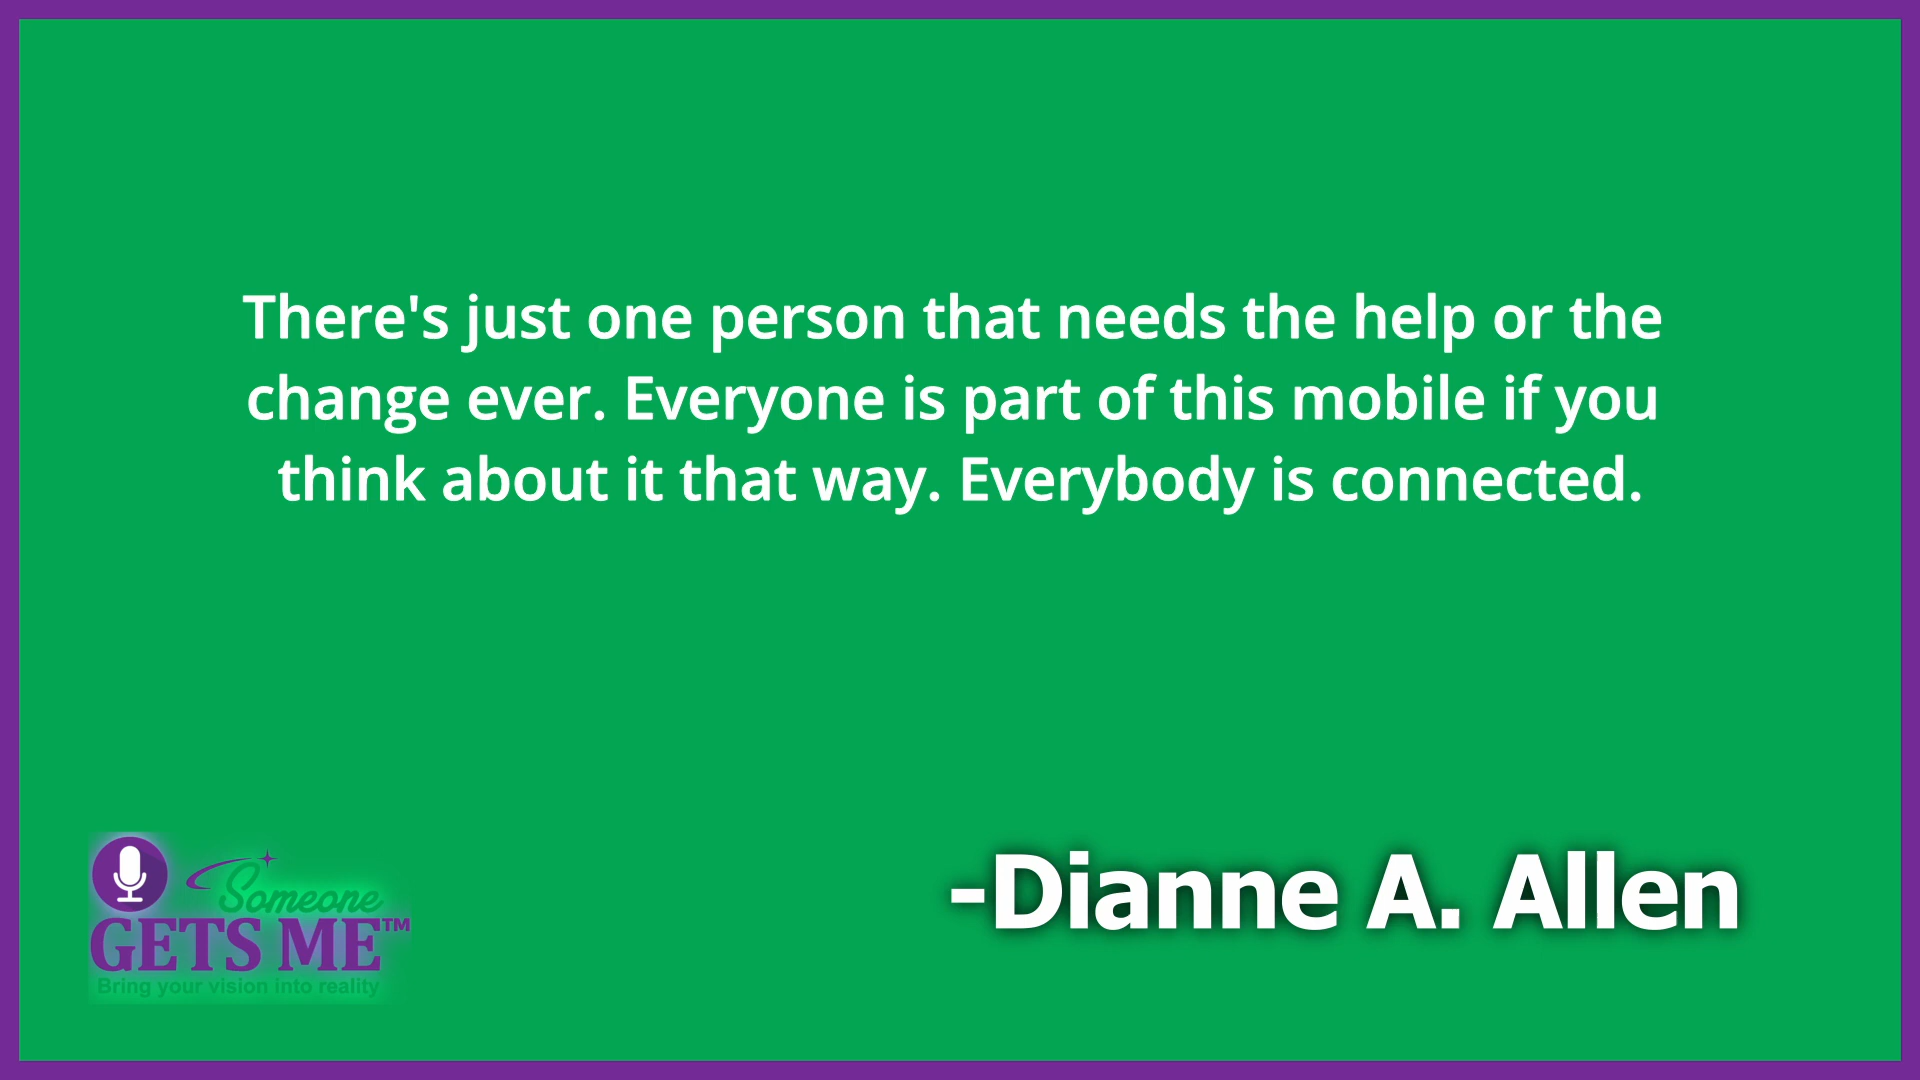 There's just one person that needs the help or the
change ever. Everyone is part of this mobile if you
think about it that way. Everybody is connected.
-Dianne A. Allen
Someone
GETS ME™
Bring your vision into reality